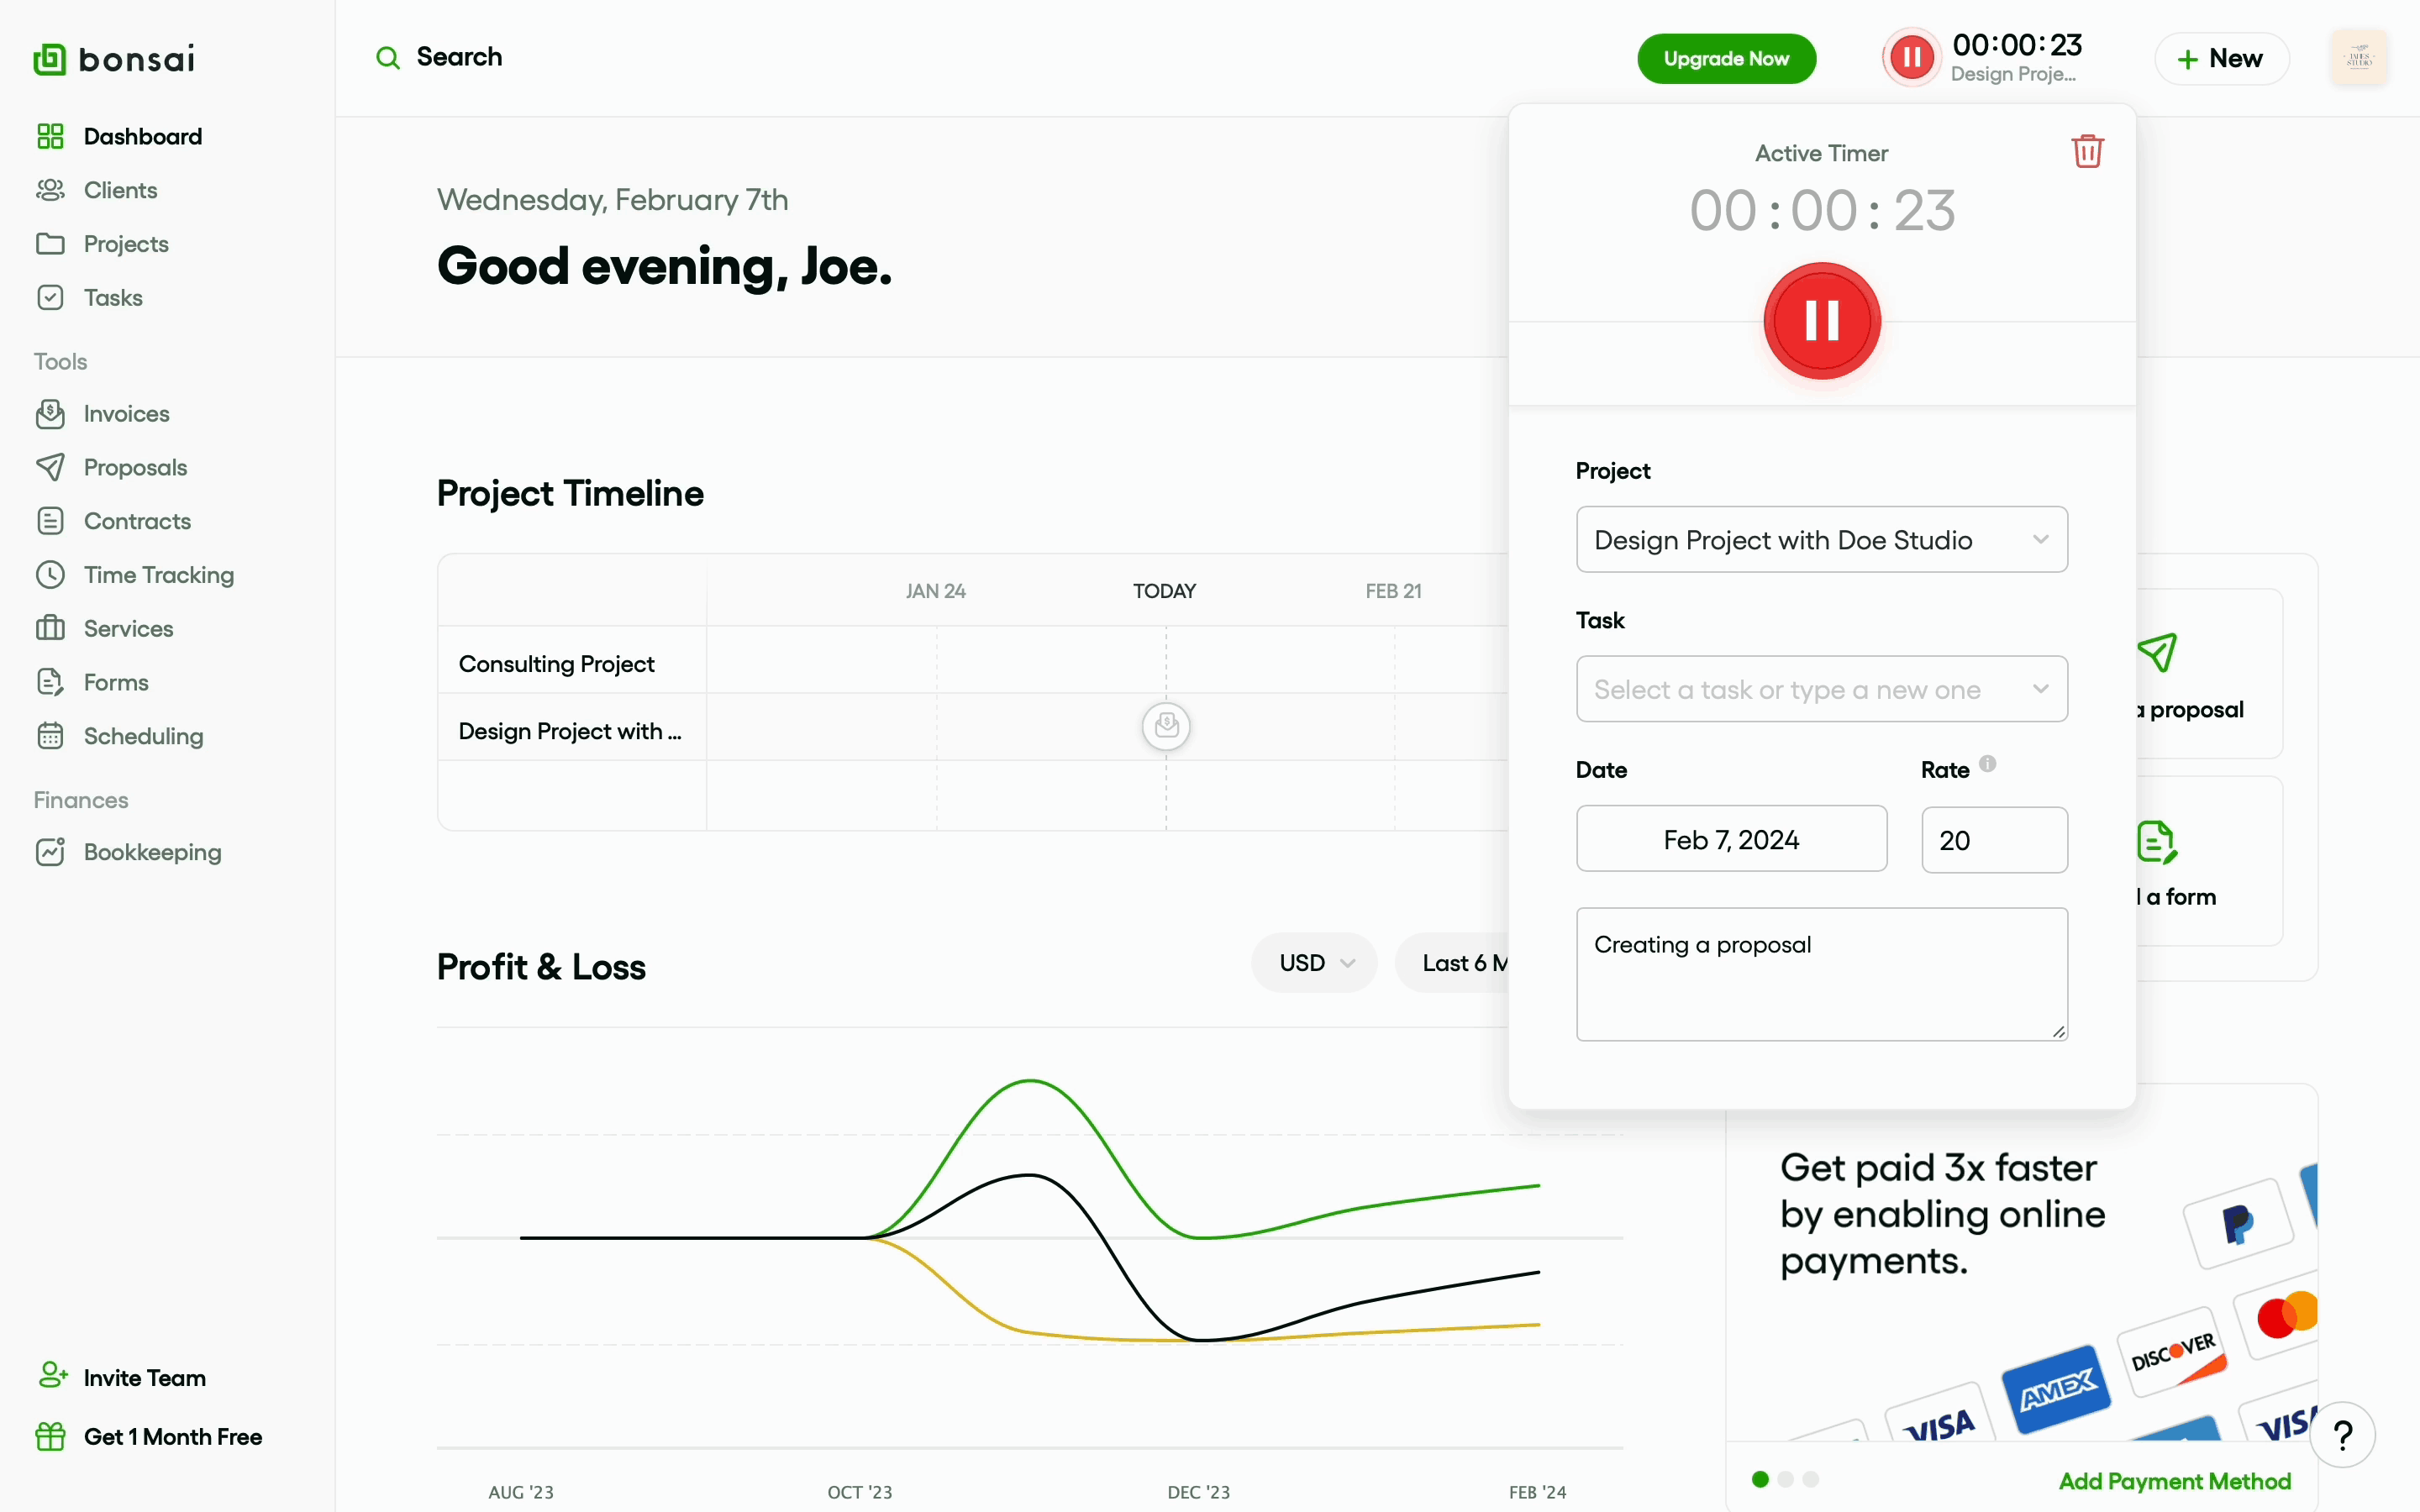 bonsai
Search
Upgrade Now
00:00:23
Design Proje...
New
JADE'S
STUDIO
Dashboard
Clients
Projects
Tasks
Tools
Invoices
Proposals
Contracts
Time Tracking
Services
Forms
Scheduling
Finances
Bookkeeping
Invite Team
Get 1 Month Free
Wednesday, February 7th
Good evening, Joe.
Project Timeline
JAN 24
TODAY
FEB 21
Consulting Project
Design Project with ...
Profit & Loss
USD
Last 6 M
AUG '23
OCT '23
DEC '23
FEB '24
Active Timer
00:00:23
Project
Design Project with Doe Studio
Task
Select a task or type a new one
Date
Rate
Feb 7, 2024
20
Creating a proposal
a proposal
a form
Get paid 3x faster
by enabling online
payments.
DISCOVER
AMEX
VISA
VISA
Add Payment Method
?